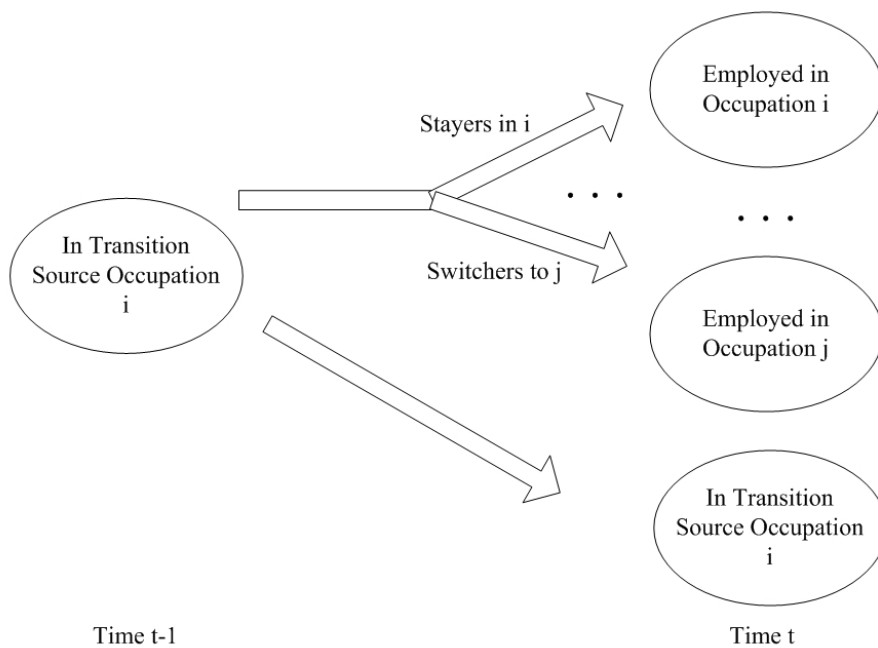 Employed in
Occupation i
Stayers in i
. . .
. . .
In Transition
Source Occupation
i
Switchers to j
Employed in
Occupation j
In Transition
Source Occupation
i
Time t-1
Time t